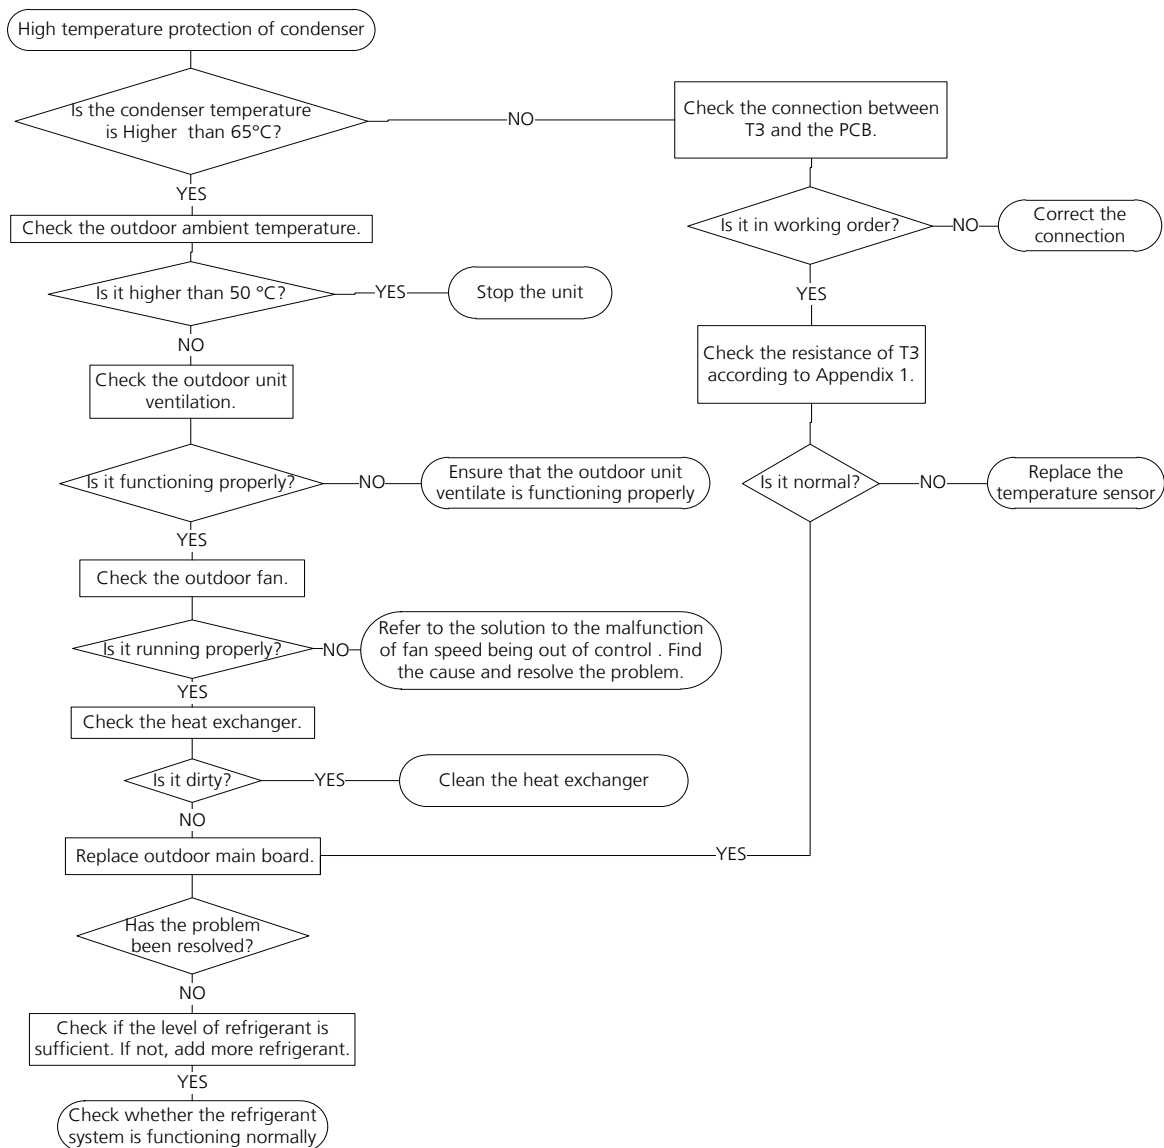 High temperature protection of condenser
Is the condenser temperature
is Higher than 65°C?
NO
Check the connection between
T3 and the PCB.
YES
Check the outdoor ambient temperature.
Is it in working order?
NO
Correct the
connection
Is it higher than 50 °C?
YES
Stop the unit
YES
NO
Check the outdoor unit
ventilation.
Check the resistance of T3
according to Appendix 1.
Is it functioning properly?
NO
Ensure that the outdoor unit
ventilate is functioning properly
Is it normal?
NO
Replace the
temperature sensor
YES
Check the outdoor fan.
Is it running properly?
NO
Refer to the solution to the malfunction
of fan speed being out of control . Find
the cause and resolve the problem.
YES
Check the heat exchanger.
Is it dirty?
YES
Clean the heat exchanger
NO
Replace outdoor main board.
YES
Has the problem
been resolved?
NO
Check if the level of refrigerant is
sufficient. If not, add more refrigerant.
YES
Check whether the refrigerant
system is functioning normally